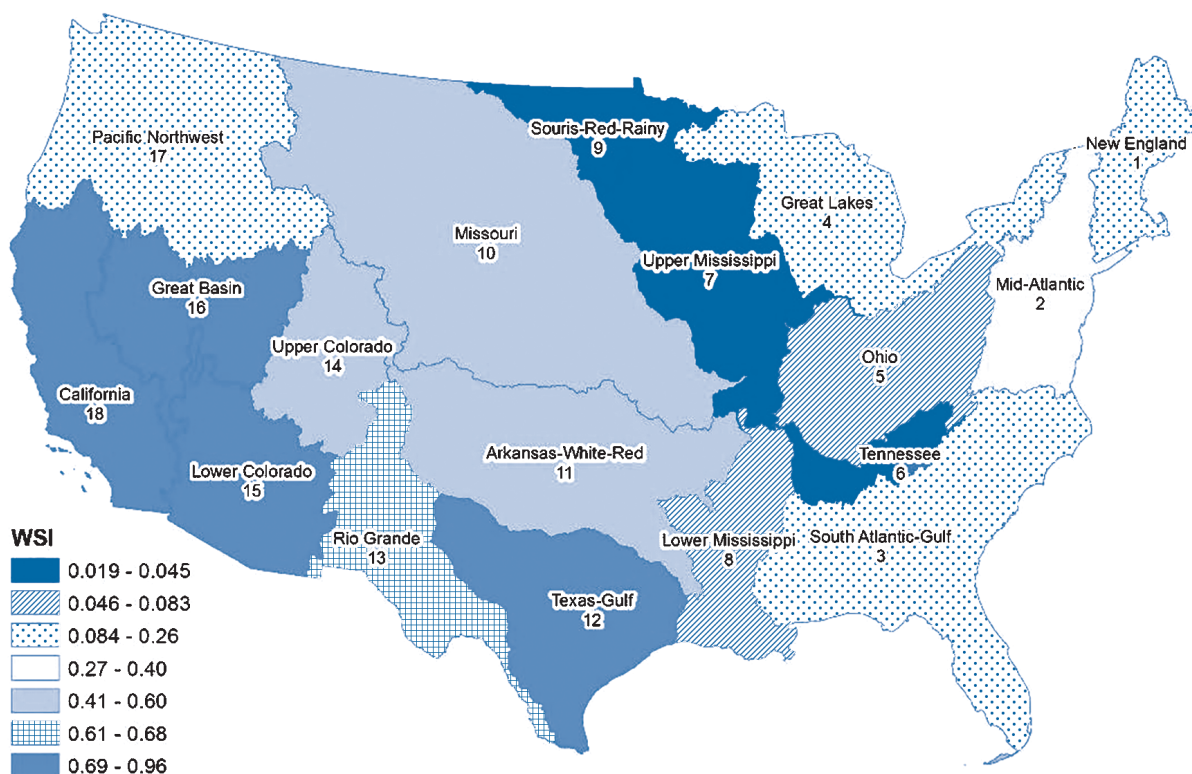 Pacific Northwest
17
Souris-Red-Rainy
9
New England
1
Great Lakes
4
Missouri
10
Upper Mississippi
7
Mid-Atlantic
2
Great Basin
16
Upper Colorado
14
Ohio
5
California
18
Arkansas-White-Red
11
Tennessee
6
Lower Colorado
15
Rio Grande
13
Lower Mississippi
8
South Atlantic-Gulf
3
Texas-Gulf
12
WSI
0.019 - 0.045
0.046 - 0.083
0.084 - 0.26
0.27 - 0.40
0.41 - 0.60
0.61 - 0.68
0.69 - 0.96